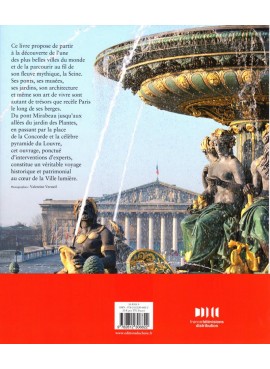 Ce livre propose de partir
à la découverte de l'une
des plus belles villes du monde
et de la parcourir au fil de
son fleuve mythique, la Seine.
Ses ponts, ses musées,
ses jardins, son architecture
et même son art de vivre sont
autant de trésors que recèle Paris
le long de ses berges.
Du pont Mirabeau jusqu'aux
allées du jardin des Plantes,
en passant par la place
de la Concorde et la célèbre
pyramide du Louvre,
cet ouvrage, ponctué
d'interventions d'experts,
constitue un véritable voyage
historique et patrimonial
au cœur de la Ville lumière.